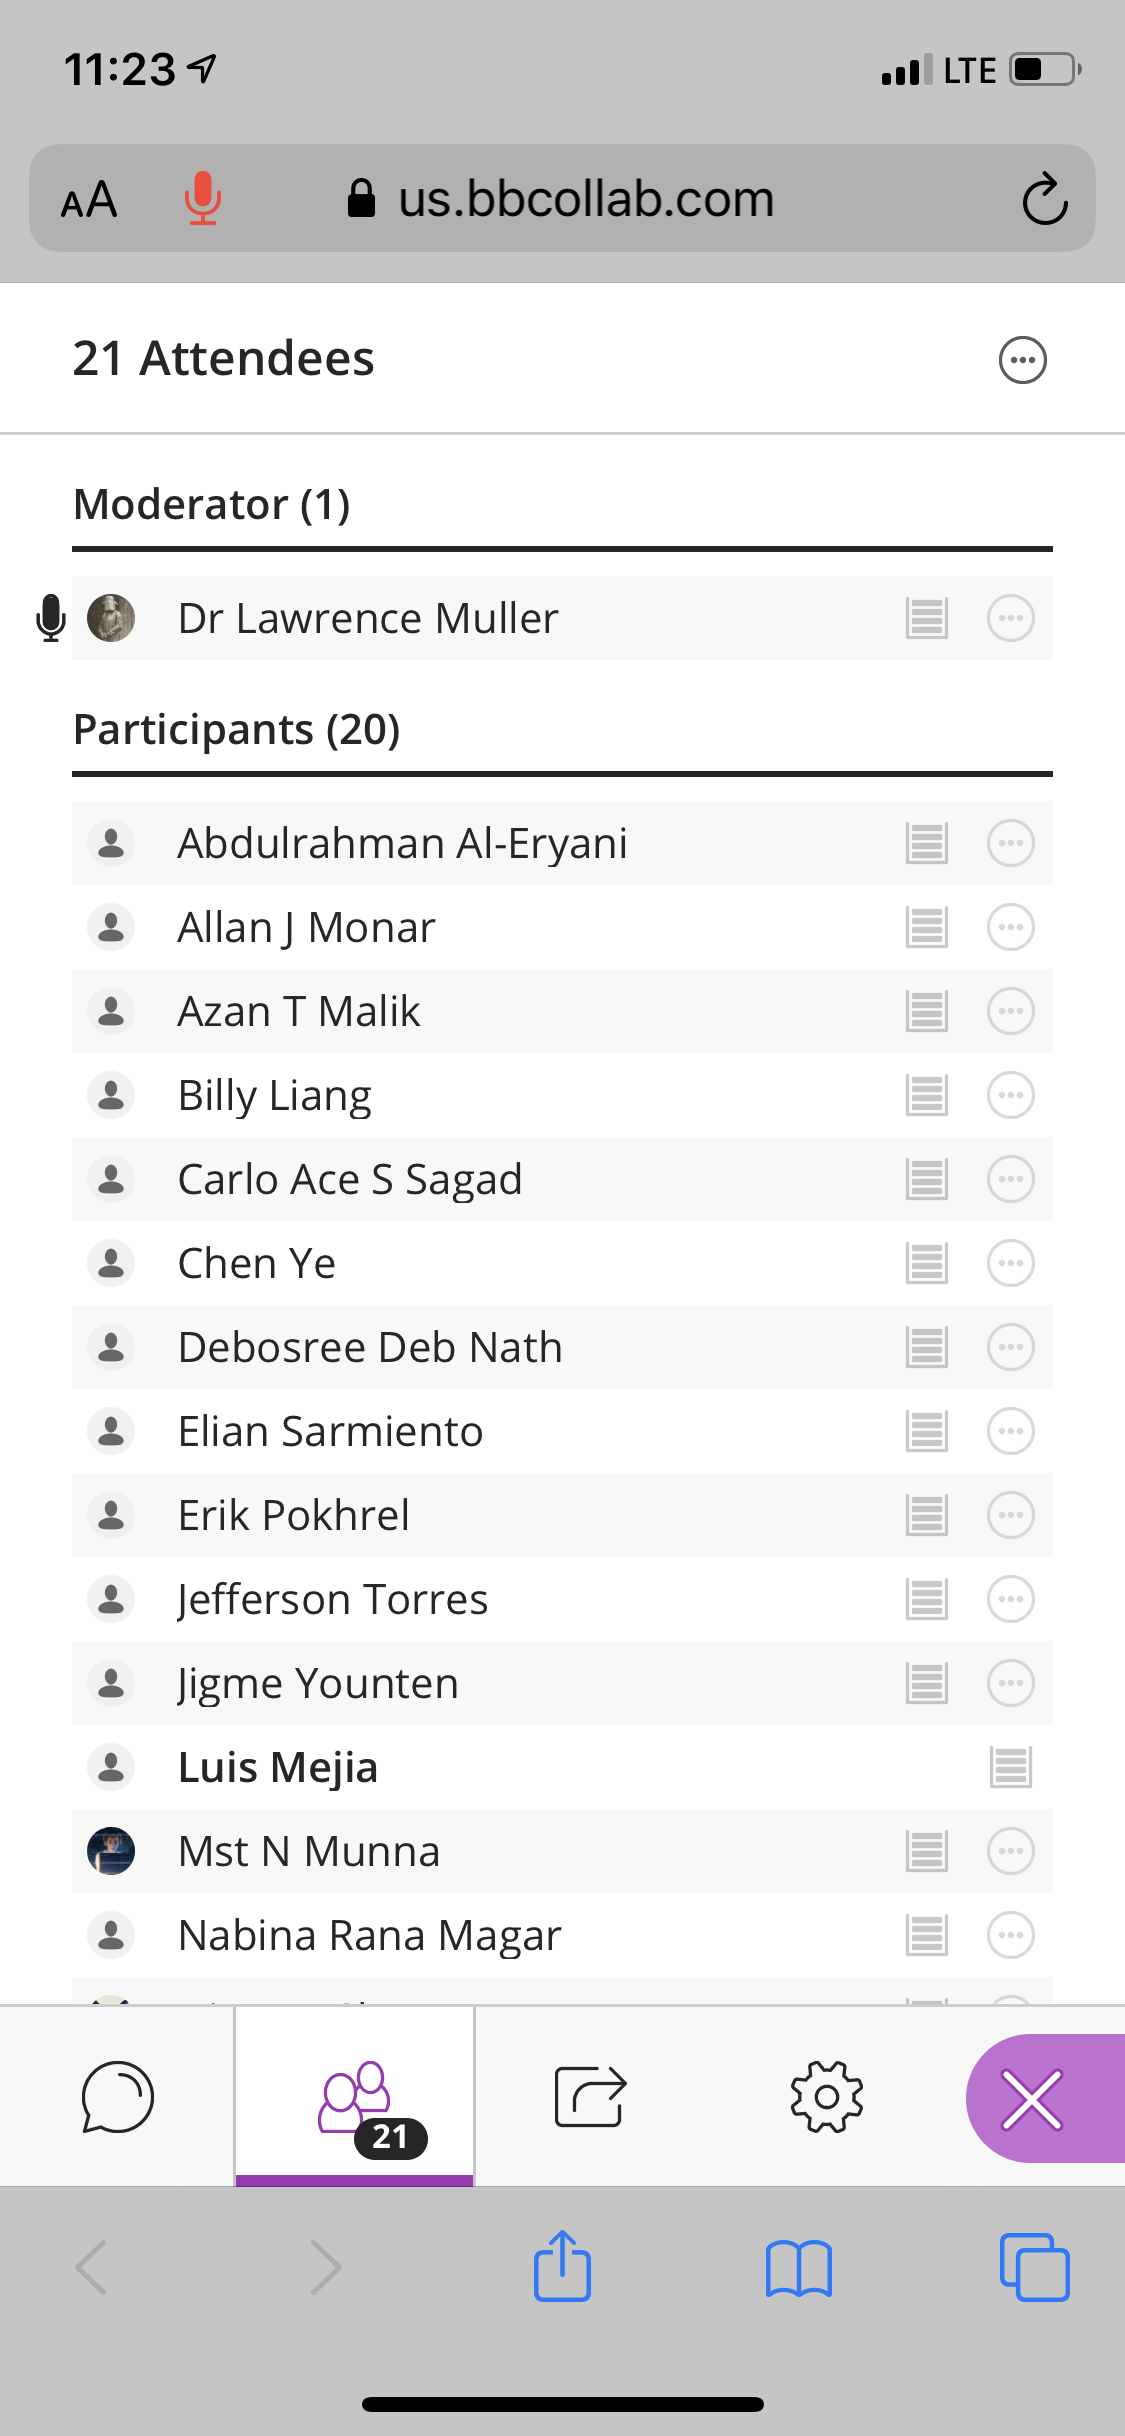 11:23
LTE
AA
us.bbcollab.com
21 Attendees
Moderator (1)
Dr Lawrence Muller
Participants (20)
Abdulrahman Al-Eryani
Allan J Monar
Azan T Malik
Billy Liang
Carlo Ace S Sagad
Chen Ye
Debosree Deb Nath
Elian Sarmiento
Erik Pokhrel
Jefferson Torres
Jigme Younten
Luis Mejia
Mst N Munna
Nabina Rana Magar
21